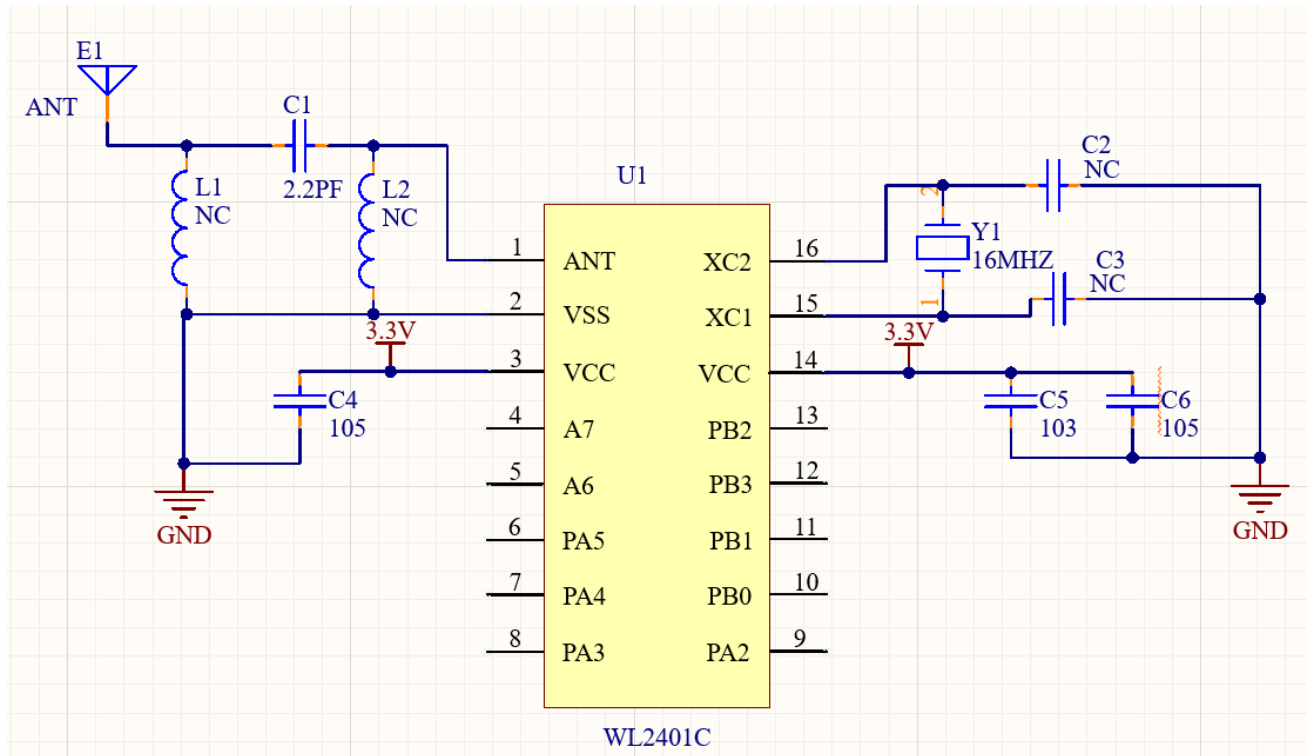 E1
ANT
C1
2.2PF
L1
NC
L2
NC
U1
C2
NC
2
Y1
16MHZ
1
C3
NC
1
ANT
XC2
16
2
VSS
XC1
15
3.3V
3.3V
3
VCC
VCC
14
C4
105
C5
103
C6
105
4
A7
PB2
13
5
A6
PB3
12
GND
GND
6
PA5
PB1
11
7
PA4
PB0
10
8
PA3
PA2
9
WL2401C